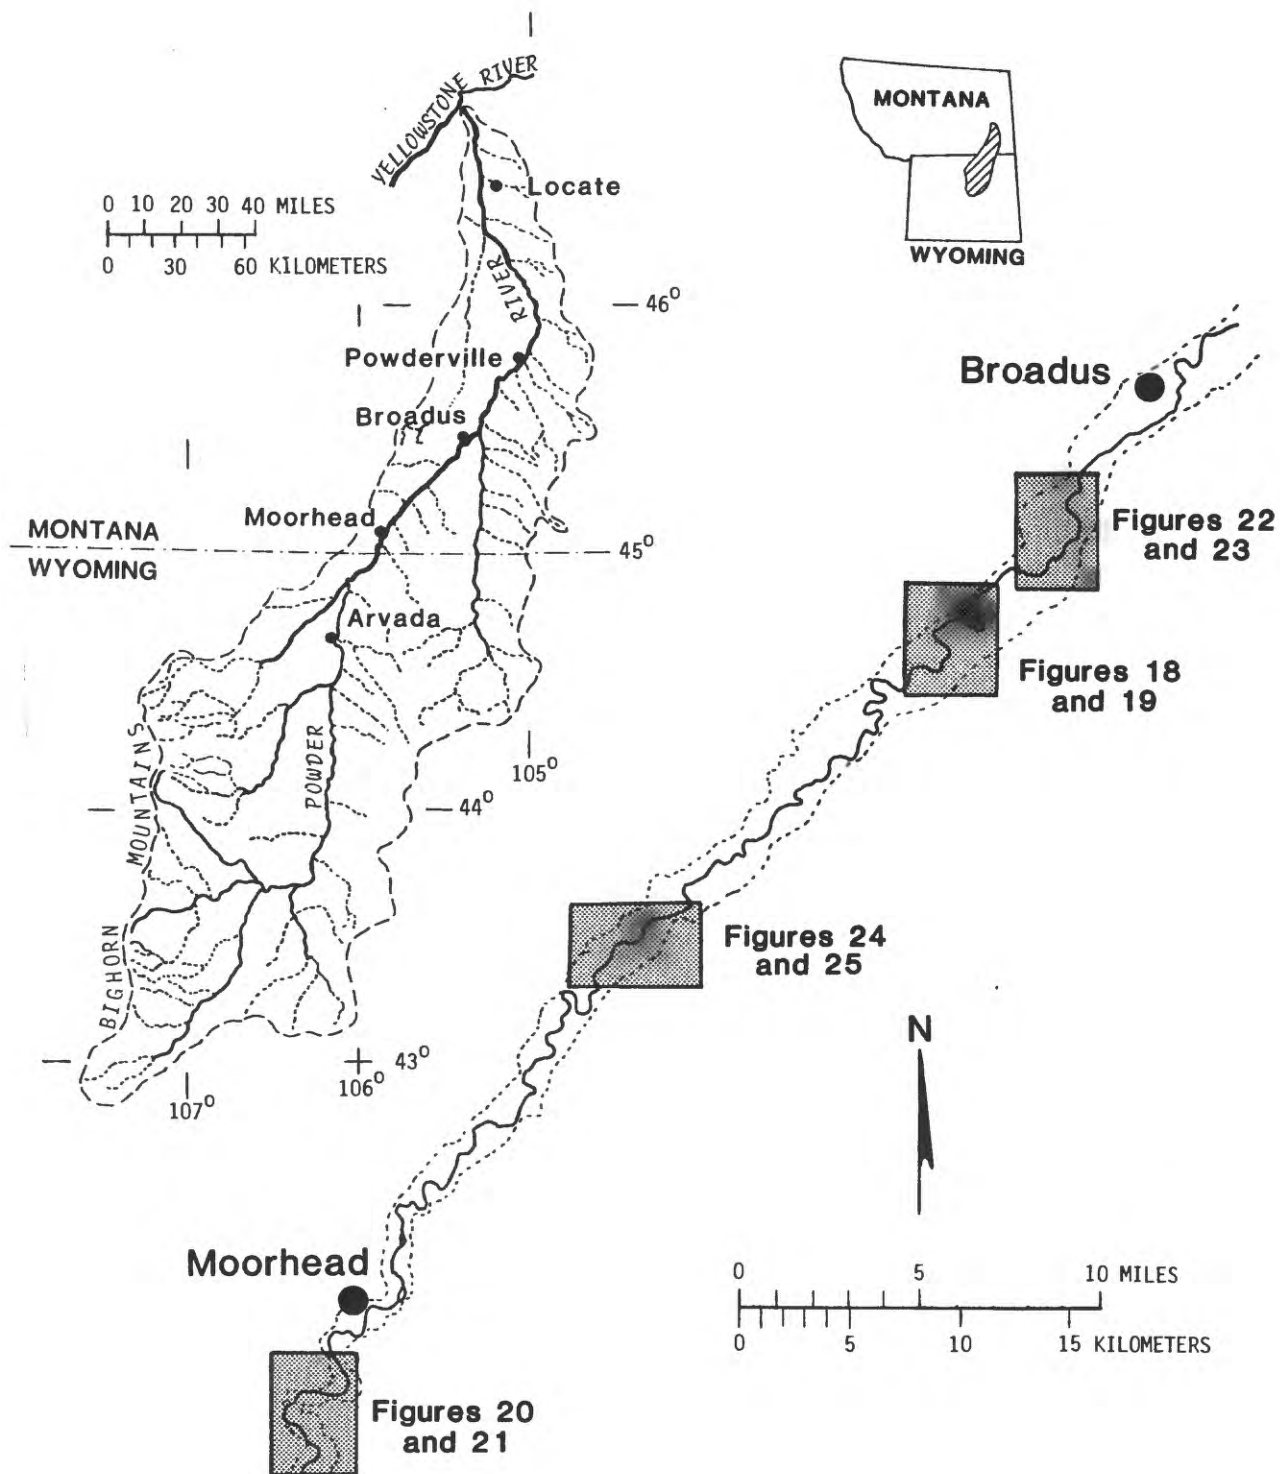 YELLOWSTONE RIVER
MONTANA
WYOMING
0 10 20 30 40 MILES
0 30 60 KILOMETERS
Locate
RIVER
46°
Powderville
Broadus
Broadus
Moorhead
MONTANA
WYOMING
45°
Figures 22
and 23
Arvada
Figures 18
and 19
POWDER
105°
44°
BIGHORN MOUNTAINS
Figures 24
and 25
43°
106°
107°
N
Moorhead
0 5 10 MILES
0 5 10 15 KILOMETERS
Figures 20
and 21